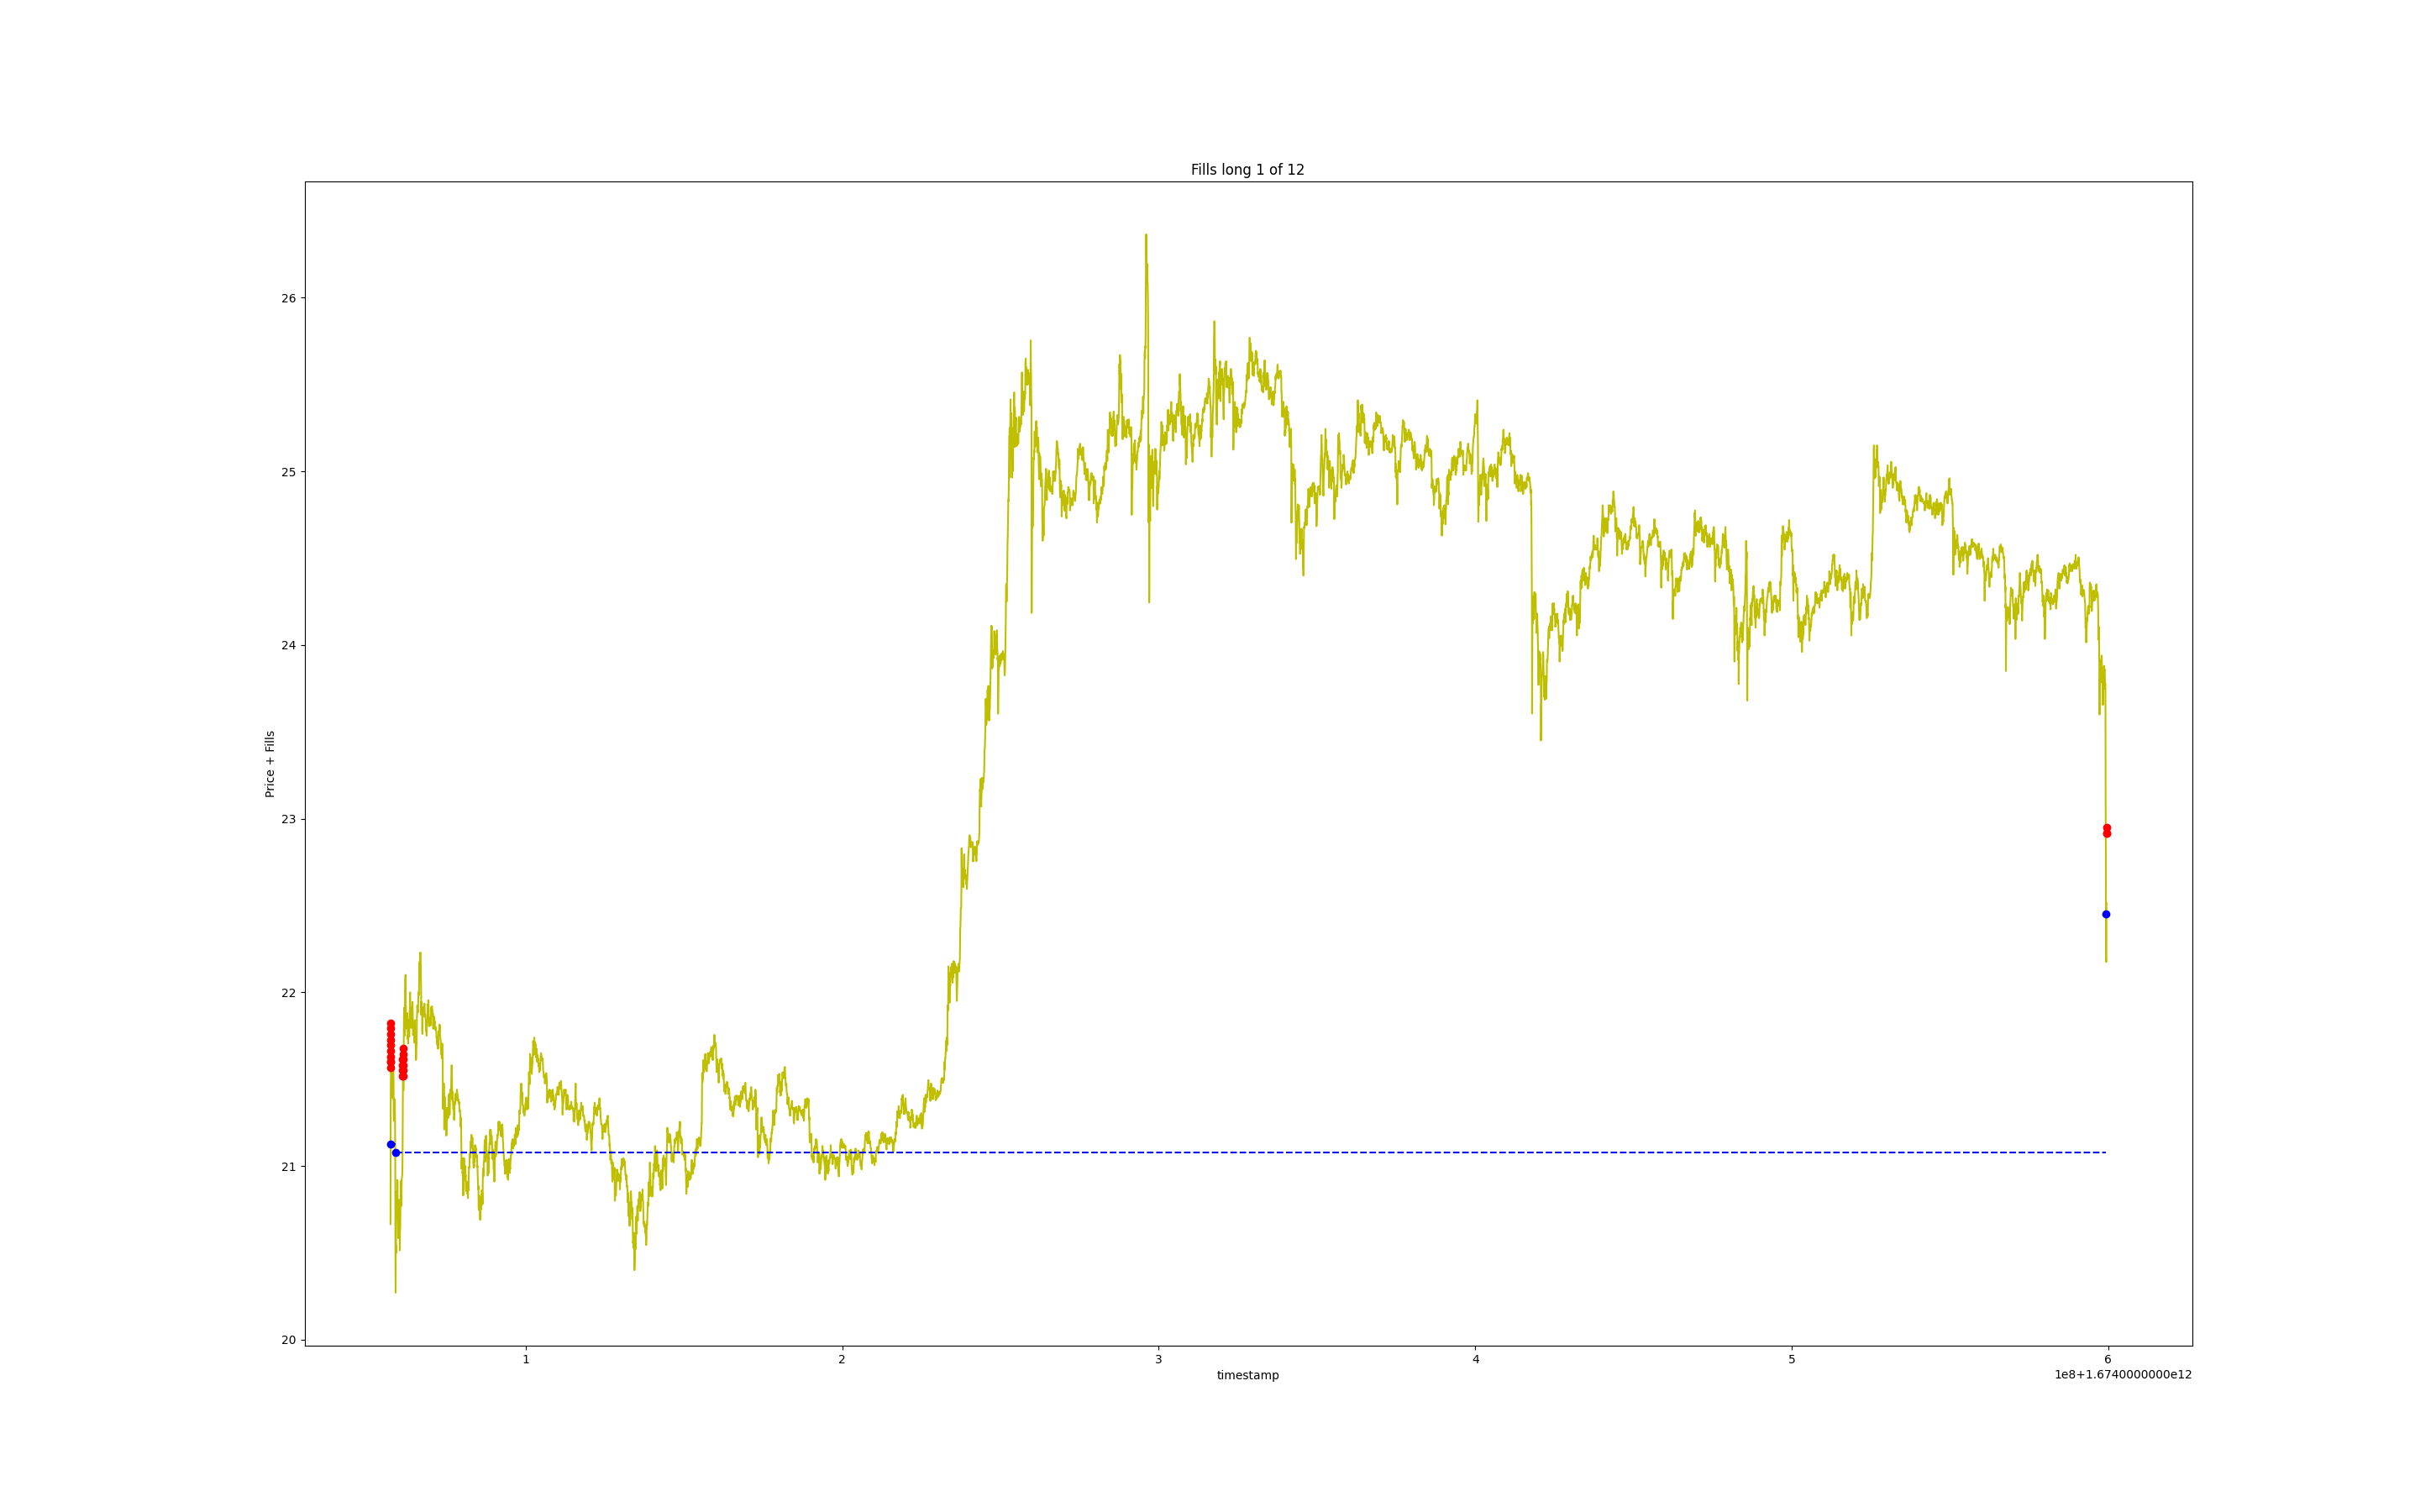 Fills long 1 of 12
Price + Fills
26
25
24
23
22
21
20
1 2 3 4 5 6
timestamp
1e8+1.6740000000e12